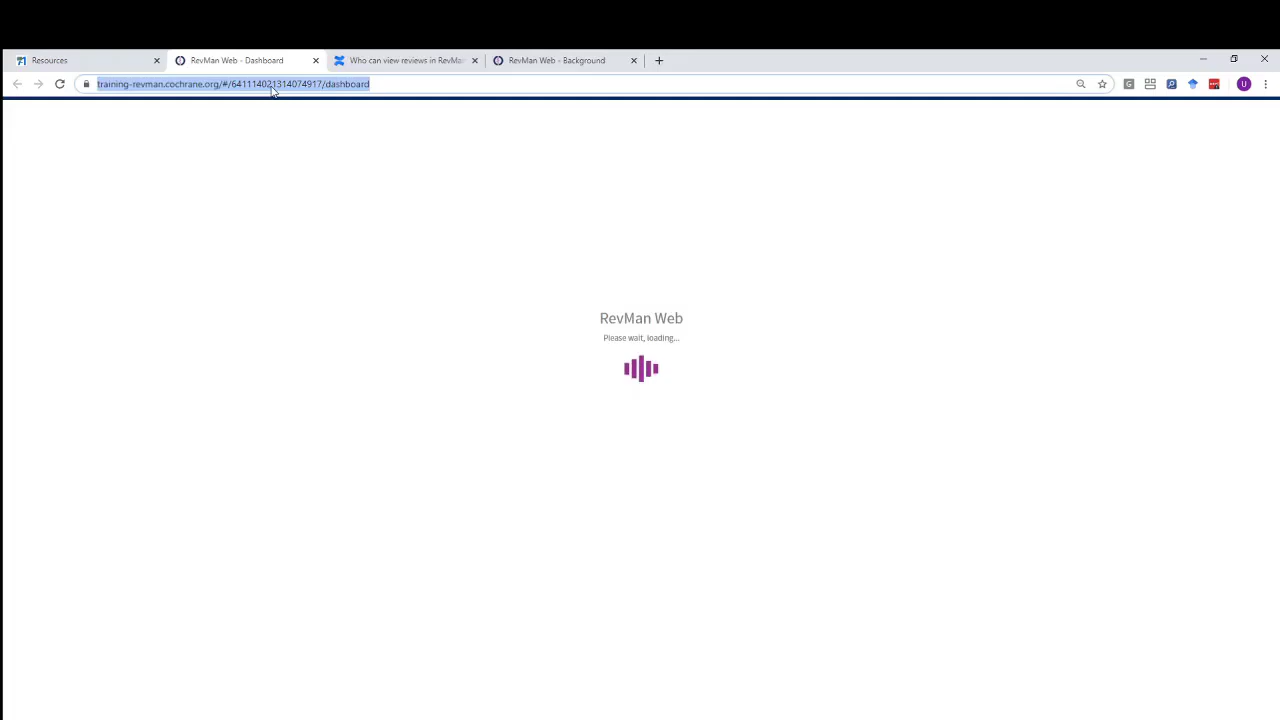 Resources
RevMan Web - Dashboard
Who can view reviews in RevMa
RevMan Web - Background
training-revman.cochrane.org/#/641114021314074917/dashboard
U
RevMan Web
Please wait, loading...